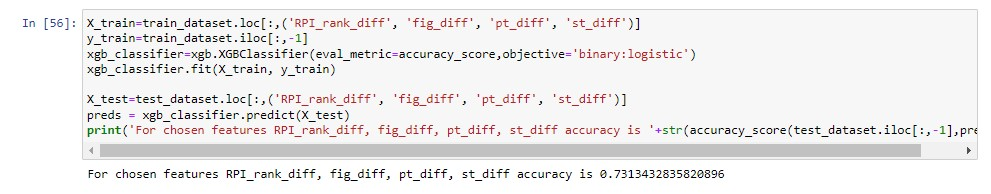 In [56]: X_train=train_dataset.loc[:,('RPI_rank_diff', 'fig_diff', 'pt_diff', 'st_diff')]
y_train=train_dataset.iloc[:,-1]
xgb_classifier=xgb.XGBClassifier(eval_metric=accuracy_score,objective='binary:logistic')
xgb_classifier.fit(X_train, y_train)
X_test=test_dataset.loc[:,('RPI_rank_diff', 'fig_diff', 'pt_diff', 'st_diff')]
preds = xgb_classifier.predict(X_test)
print('For chosen features RPI_rank_diff, fig_diff, pt_diff, st_diff accuracy is '+str(accuracy_score(test_dataset.iloc[:,-1],pre
For chosen features RPI_rank_diff, fig_diff, pt_diff, st_diff accuracy is 0.7313432835820896